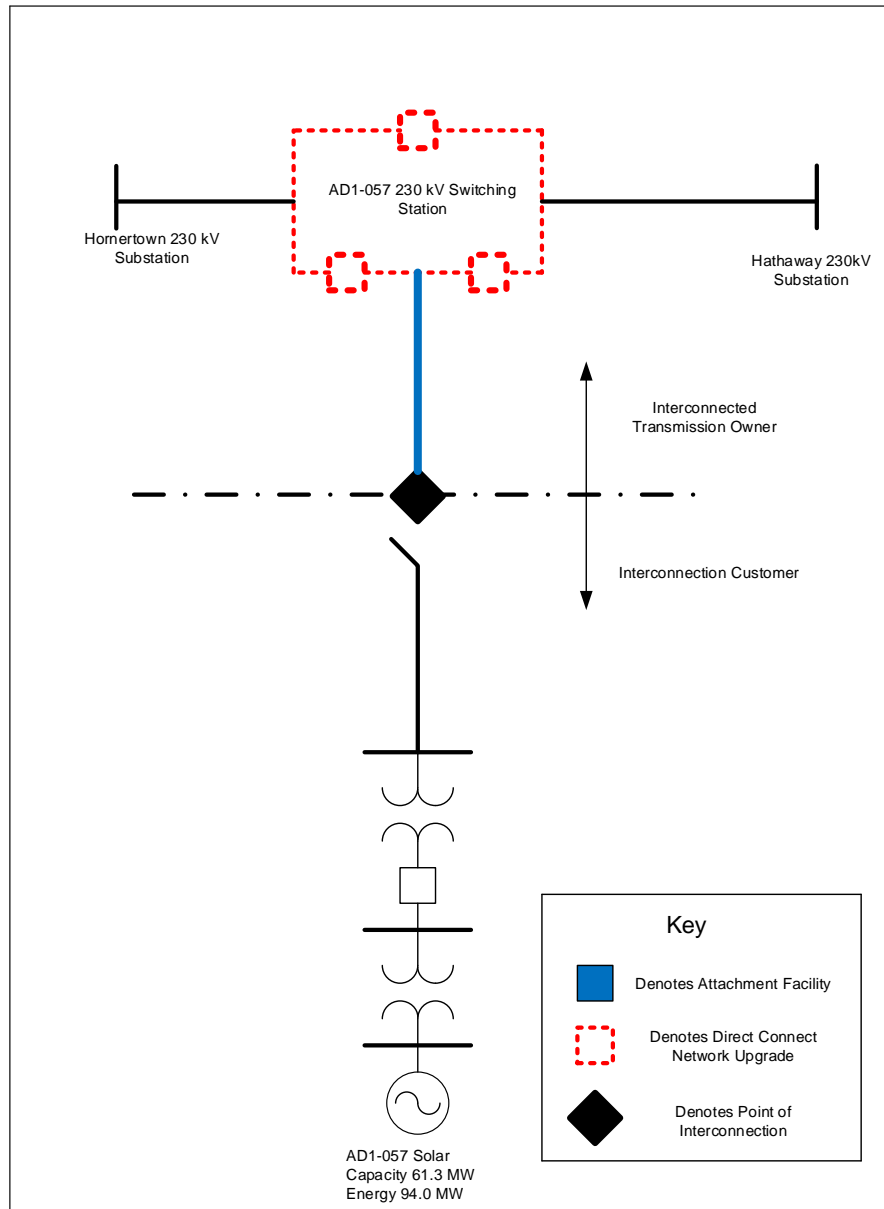 AD1-057 230 kV Switching
Station
Hornertown 230 kV
Substation
Hathaway 230kV
Substation
Interconnected
Transmission Owner
Interconnection Customer
Key
Denotes Attachment Facility
Denotes Direct Connect
Network Upgrade
Denotes Point of
Interconnection
AD1-057 Solar
Capacity 61.3 MW
Energy 94.0 MW